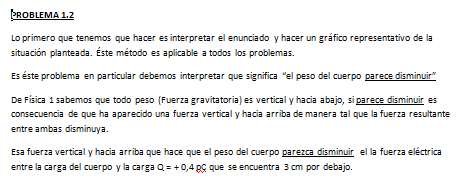 PROBLEMA 1.2
Lo primero que tenemos que hacer es interpretar el enunciado y hacer un gráfico representativo de la
situación planteada. Éste método es aplicable a todos los problemas.
Es éste problema en particular debemos interpretar que significa "el peso del cuerpo parece disminuir"
De Física 1 sabemos que todo peso (Fuerza gravitatoria) es vertical y hacia abajo, si parece disminuir es
consecuencia de que ha aparecido una fuerza vertical y hacia arriba de manera tal que la fuerza resultante
entre ambas disminuya.
Esa fuerza vertical y hacia arriba que hace que el peso del cuerpo parezca disminuir el la fuerza eléctrica
entre la carga del cuerpo y la carga Q = + 0,4 pC que se encuentra 3 cm por debajo.